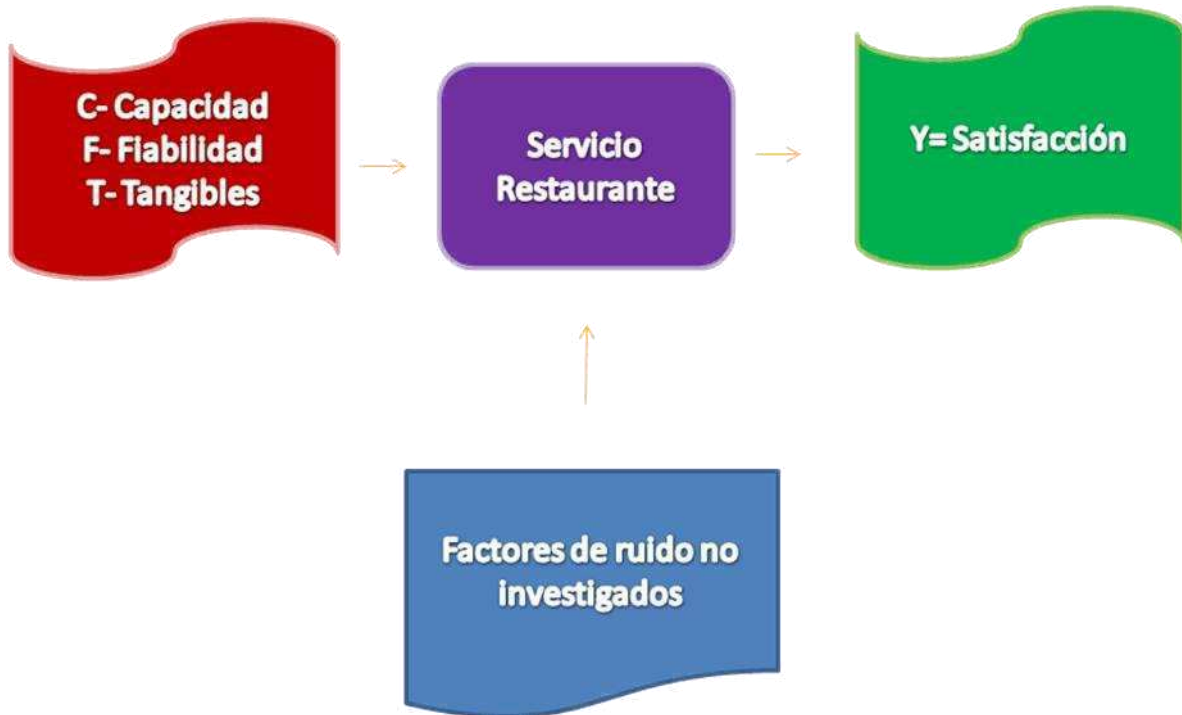 C- Capacidad
F- Fiabilidad
T- Tangibles
Servicio
Restaurante
Y= Satisfacción
Factores de ruido no
investigados